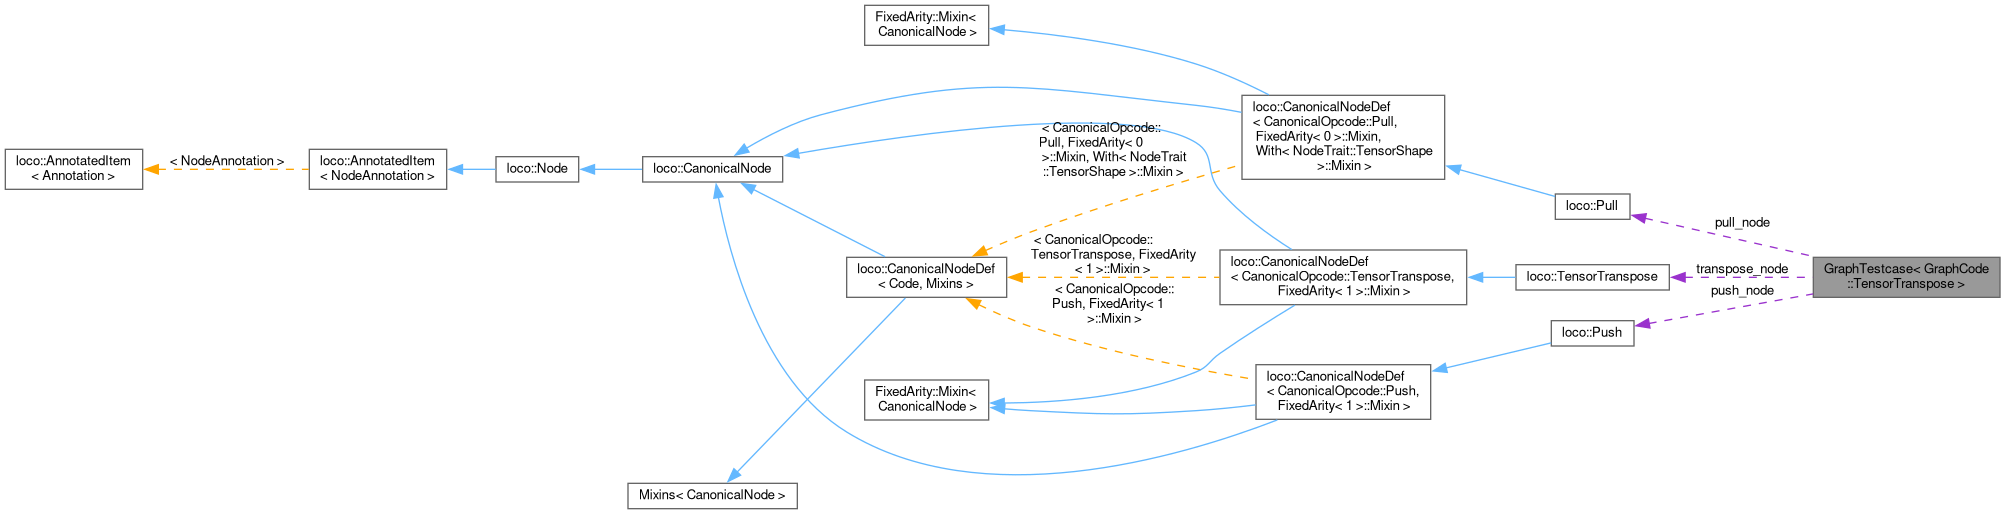 FixedArity::Mixin<
CanonicalNode >
loco::CanonicalNodeDef
< CanonicalOpcode::Pull,
FixedArity< 0 >::Mixin,
With< NodeTrait::TensorShape
>::Mixin >
< CanonicalOpcode::
Pull, FixedArity< 0
>::Mixin, With< NodeTrait
::TensorShape >::Mixin >
loco::AnnotatedItem
< Annotation >
< NodeAnnotation >
loco::AnnotatedItem
< NodeAnnotation >
loco::Node
loco::CanonicalNode
loco::Pull
pull_node
< CanonicalOpcode::
TensorTranspose, FixedArity
< 1 >::Mixin >
loco::CanonicalNodeDef
< Code, Mixins >
loco::CanonicalNodeDef
< CanonicalOpcode::TensorTranspose,
FixedArity< 1 >::Mixin >
loco::TensorTranspose
transpose_node
GraphTestcase< GraphCode
::TensorTranspose >
push_node
< CanonicalOpcode::
Push, FixedArity< 1
>::Mixin >
loco::Push
FixedArity::Mixin<
CanonicalNode >
loco::CanonicalNodeDef
< CanonicalOpcode::Push,
FixedArity< 1 >::Mixin >
Mixins< CanonicalNode >